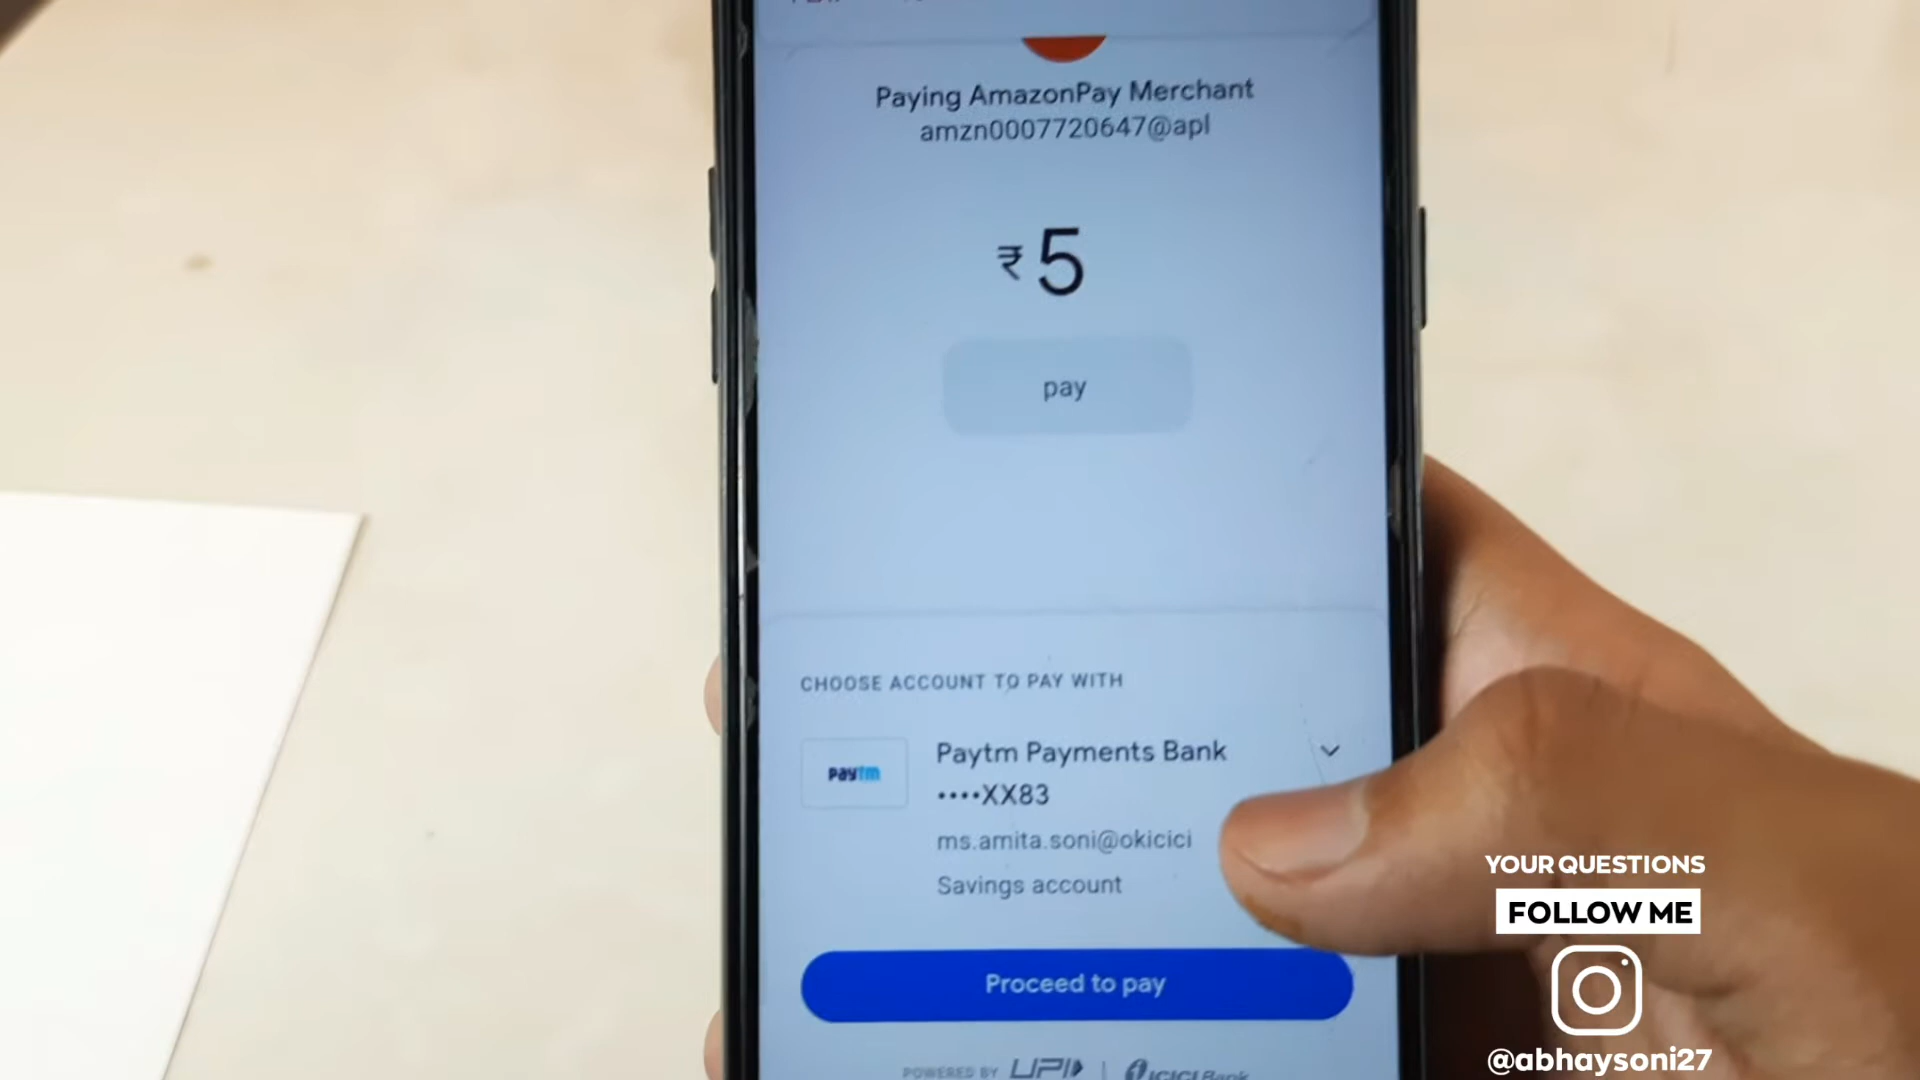 Paying AmazonPay Merchant
amzn0007720647@apl
₹5
pay
CHOOSE ACCOUNT TO PAY WITH
paytm
Paytm Payments Bank
••••XX83
ms.amita.soni@okicici
Savings account
Proceed to pay
POWERED BY UPI | ICICI Bank
YOUR QUESTIONS
FOLLOW ME
@abhaysoni27